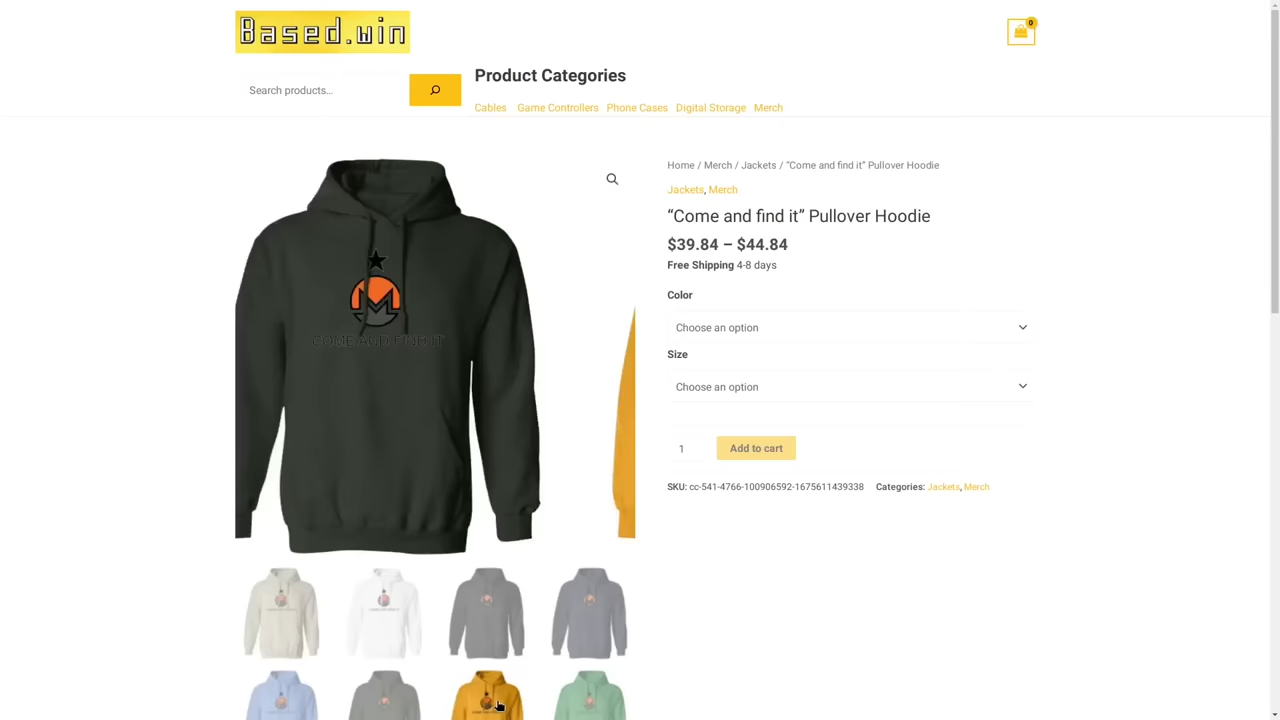 Based.win
0
Search products…
Product Categories
Cables Game Controllers Phone Cases Digital Storage Merch
Home / Merch / Jackets / “Come and find it” Pullover Hoodie
Jackets, Merch
“Come and find it” Pullover Hoodie
$39.84 – $44.84
Free Shipping 4-8 days
Color
Choose an option
Size
Choose an option
1 Add to cart
SKU: cc-541-4766-100906592-1675611439338 Categories: Jackets, Merch
COME AND FIND IT